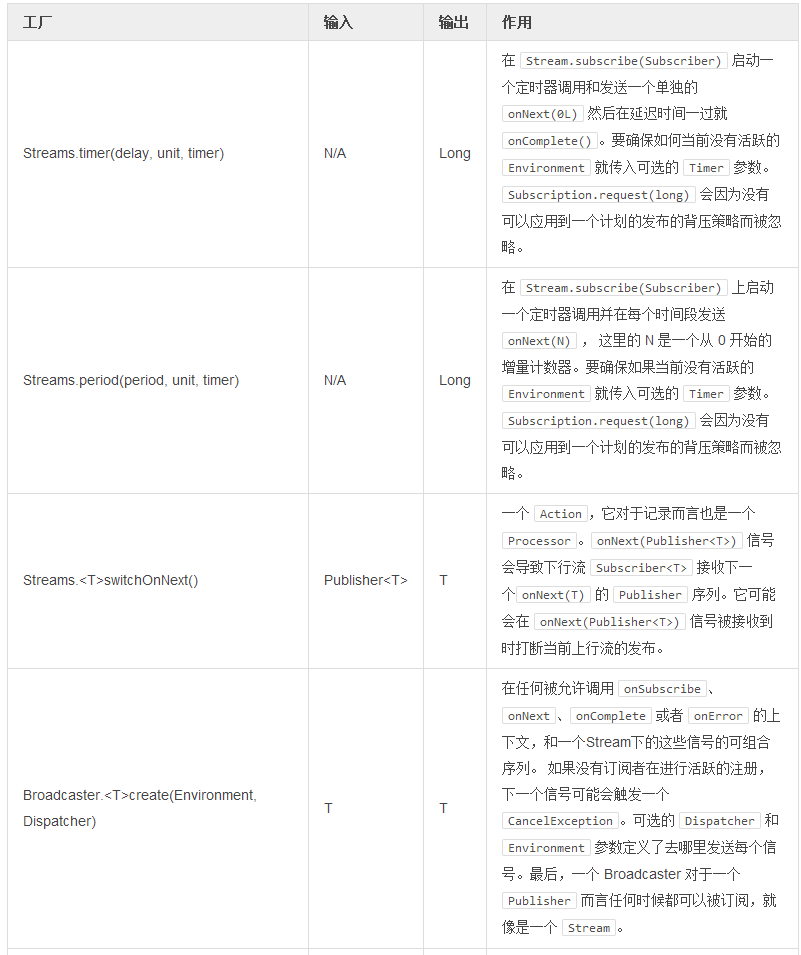 工厂 输入 输出 作用
在 Stream.subscribe(Subscriber) 启动一
个定时器调用和发送一个单独的
onNext(0L) 然后在延迟时间一过就
onComplete() 。要确保如何当前没有活跃的
Streams.timer(delay, unit, timer) N/A Long
Environment 就传入可选的 Timer 参数。
Subscription.request(long) 会因为没有
可以应用到一个计划的发布的背压策略而被忽
略。
在 Stream.subscribe(Subscriber) 上启动
一个定时器调用并在每个时间段发送
onNext(N) ， 这里的 N 是一个从 0 开始的
增量计数器。要确保如果当前没有活跃的
Streams.period(period, unit, timer) N/A Long
Environment 就传入可选的 Timer 参数。
Subscription.request(long) 会因为没有
可以应用到一个计划的发布的背压策略而被忽
略。
一个 Action ，它对于记录而言也是一个
Processor 。 onNext(Publisher<T>) 信号
会导致下行流 Subscriber<T> 接收下一
Streams.<T>switchOnNext() Publisher<T> T
个 onNext(T) 的 Publisher 序列。它可能
会在 onNext(Publisher<T>) 信号被接收到
时打断当前上行流的发布。
在任何被允许调用 onSubscribe 、
onNext 、 onComplete 或者 onError 的上
下文，和一个Stream下的这些信号的可组合
序列。 如果没有订阅者在进行活跃的注册，
下一个信号可能会触发一个
Broadcaster.<T>create(Environment,
Dispatcher) T T
CancelException 。可选的 Dispatcher 和
Environment 参数定义了去哪里发送每个信
号。最后，一个 Broadcaster 对于一个
Publisher 而言任何时候都可以被订阅，就
像是一个 Stream 。